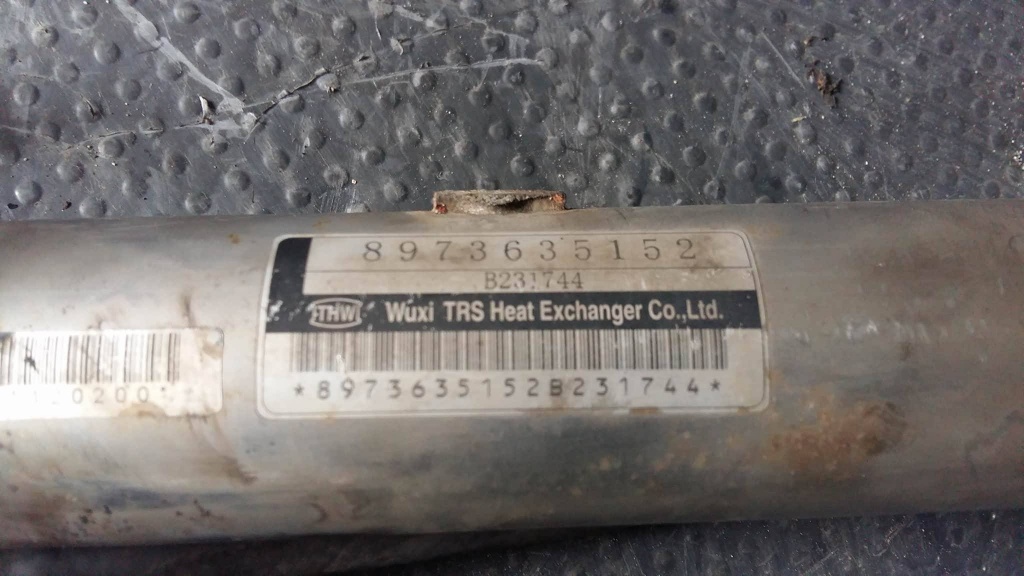 8973635152
B231744
THW Wuxi TRS Heat Exchanger Co.,Ltd.
*8973635152B231744*